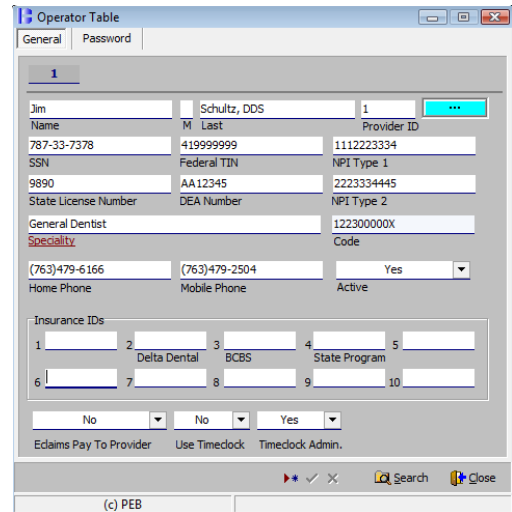 Operator Table
General Password
1
Jim Schultz, DDS 1 ...
Name M Last Provider ID
787-33-7378 419999999 1112223334
SSN Federal TIN NPI Type 1
9890 AA12345 2223334445
State License Number DEA Number NPI Type 2
General Dentist 122300000X
Speciality Code
(763)479-6166 (763)479-2504 Yes
Home Phone Mobile Phone Active
Insurance IDs
1 2 3 4 5
Delta Dental BCBS State Program
6 7 8 9 10
No No Yes
Eclaims Pay To Provider Use Timeclock Timeclock Admin.
Search Close
(c) PEB